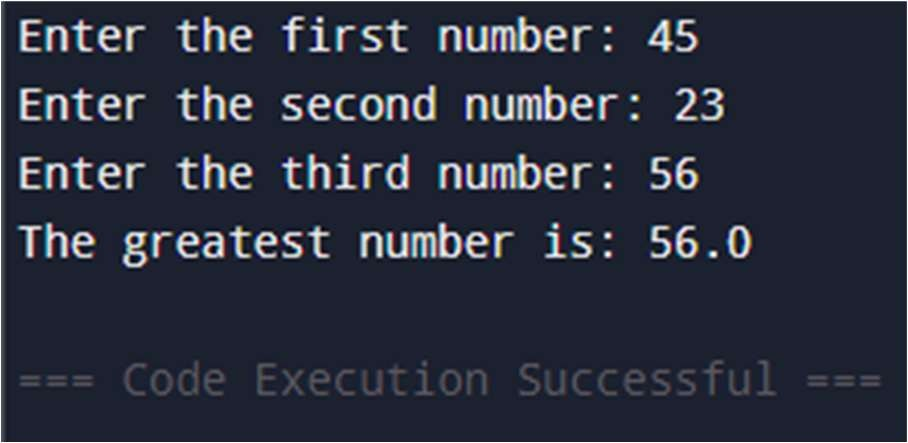 Enter the first number: 45
Enter the second number: 23
Enter the third number: 56
The greatest number is: 56.0
=== Code Execution Successful ===